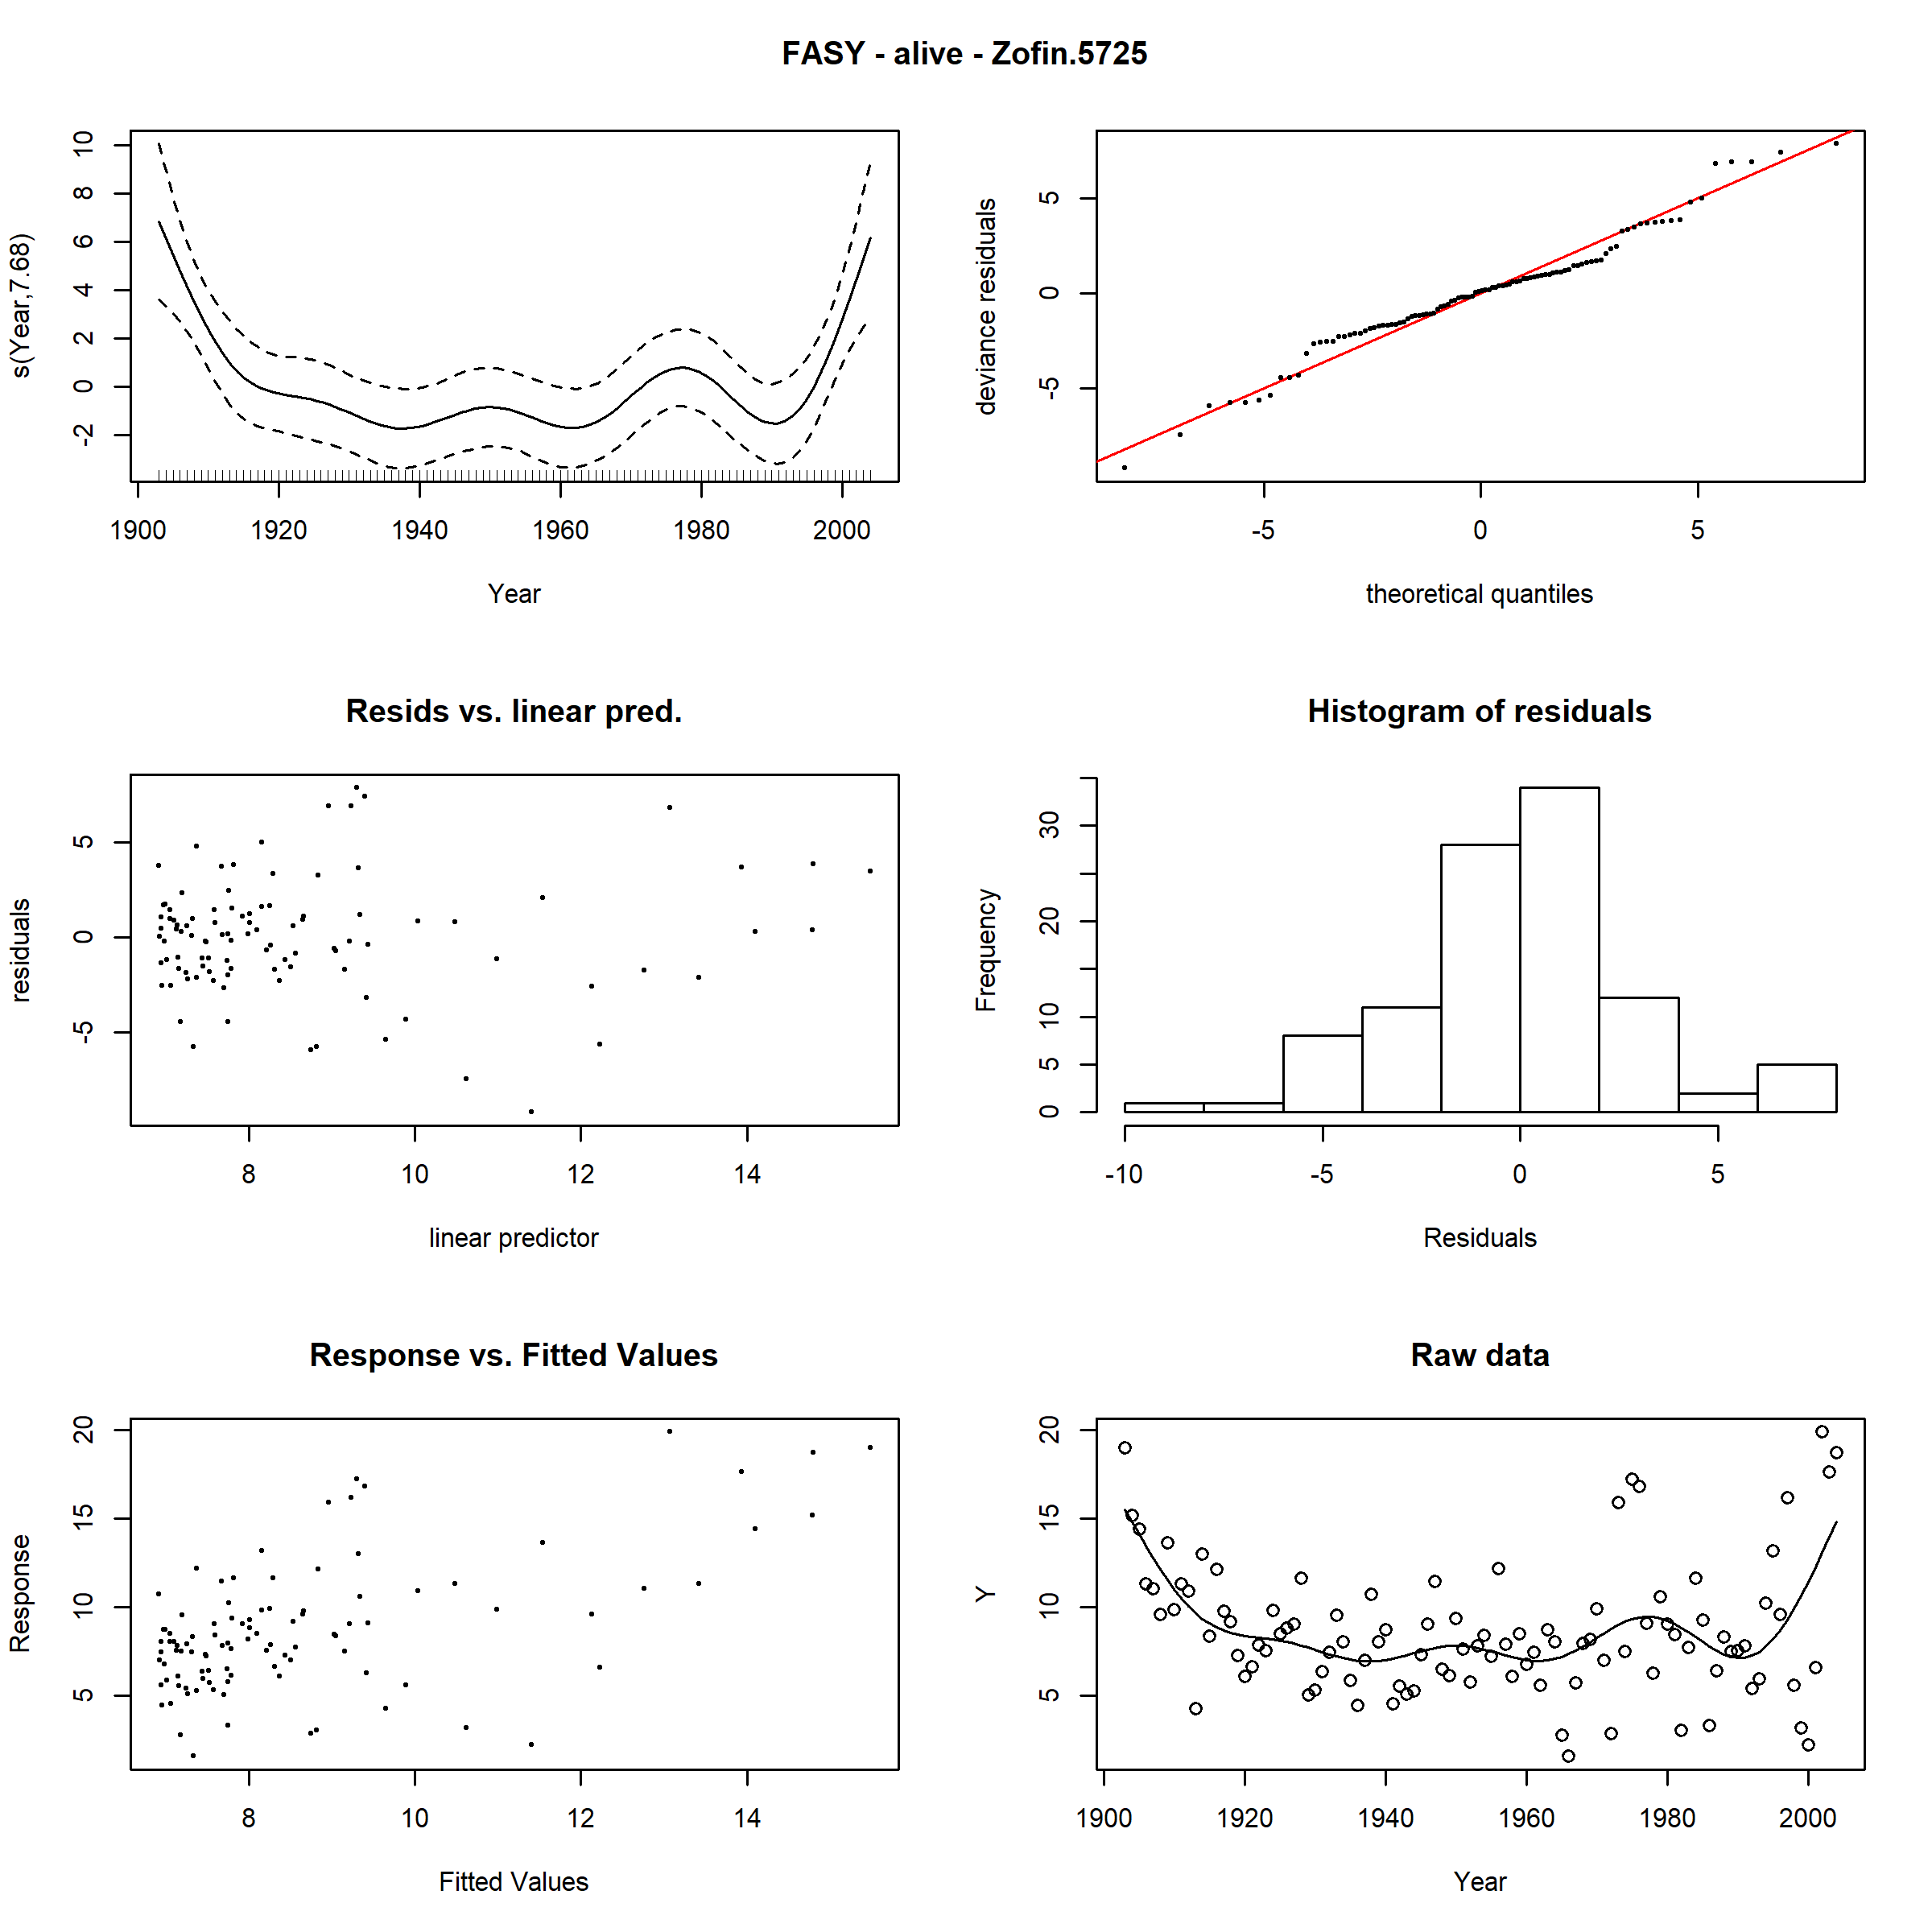 FASY - alive - Zofin.5725
s(Year,7.68)
10
8
6
4
2
0
-2
1900 1920 1940 1960 1980 2000
Year
deviance residuals
5
0
-5
-5 0 5
theoretical quantiles
Resids vs. linear pred.
residuals
5
0
-5
8 10 12 14
linear predictor
Histogram of residuals
Frequency
30
20
10
5
0
-10 -5 0 5
Residuals
Response vs. Fitted Values
Response
20
15
10
5
8 10 12 14
Fitted Values
Raw data
Y
20
15
10
5
1900 1920 1940 1960 1980 2000
Year